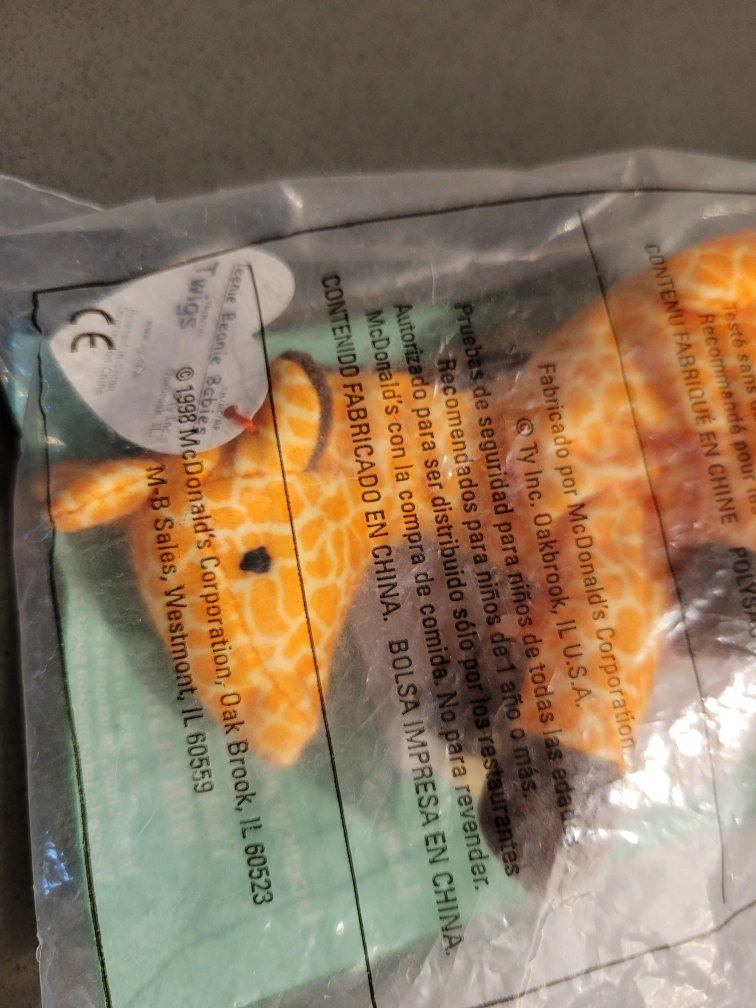 Teenie Beanie Babies
Twigs
CE
© 1998 McDonald's Corporation, Oak Brook, IL 60523
M-B Sales, Westmont, IL 60559
Fabricado por McDonald's Corporation.
© Ty Inc. Oakbrook, IL U.S.A.
Pruebas de seguridad para niños de todas las edades.
Recomendados para niños de 1 año o más.
Autorizado para ser distribuido sólo por los restaurantes
McDonald's con la compra de comida. No para revender.
CONTENIDO FABRICADO EN CHINA. BOLSA IMPRESA EN CHINA.
Testé sans
Recommandé pour
CONTENU FABRIQUÉ EN CHINE